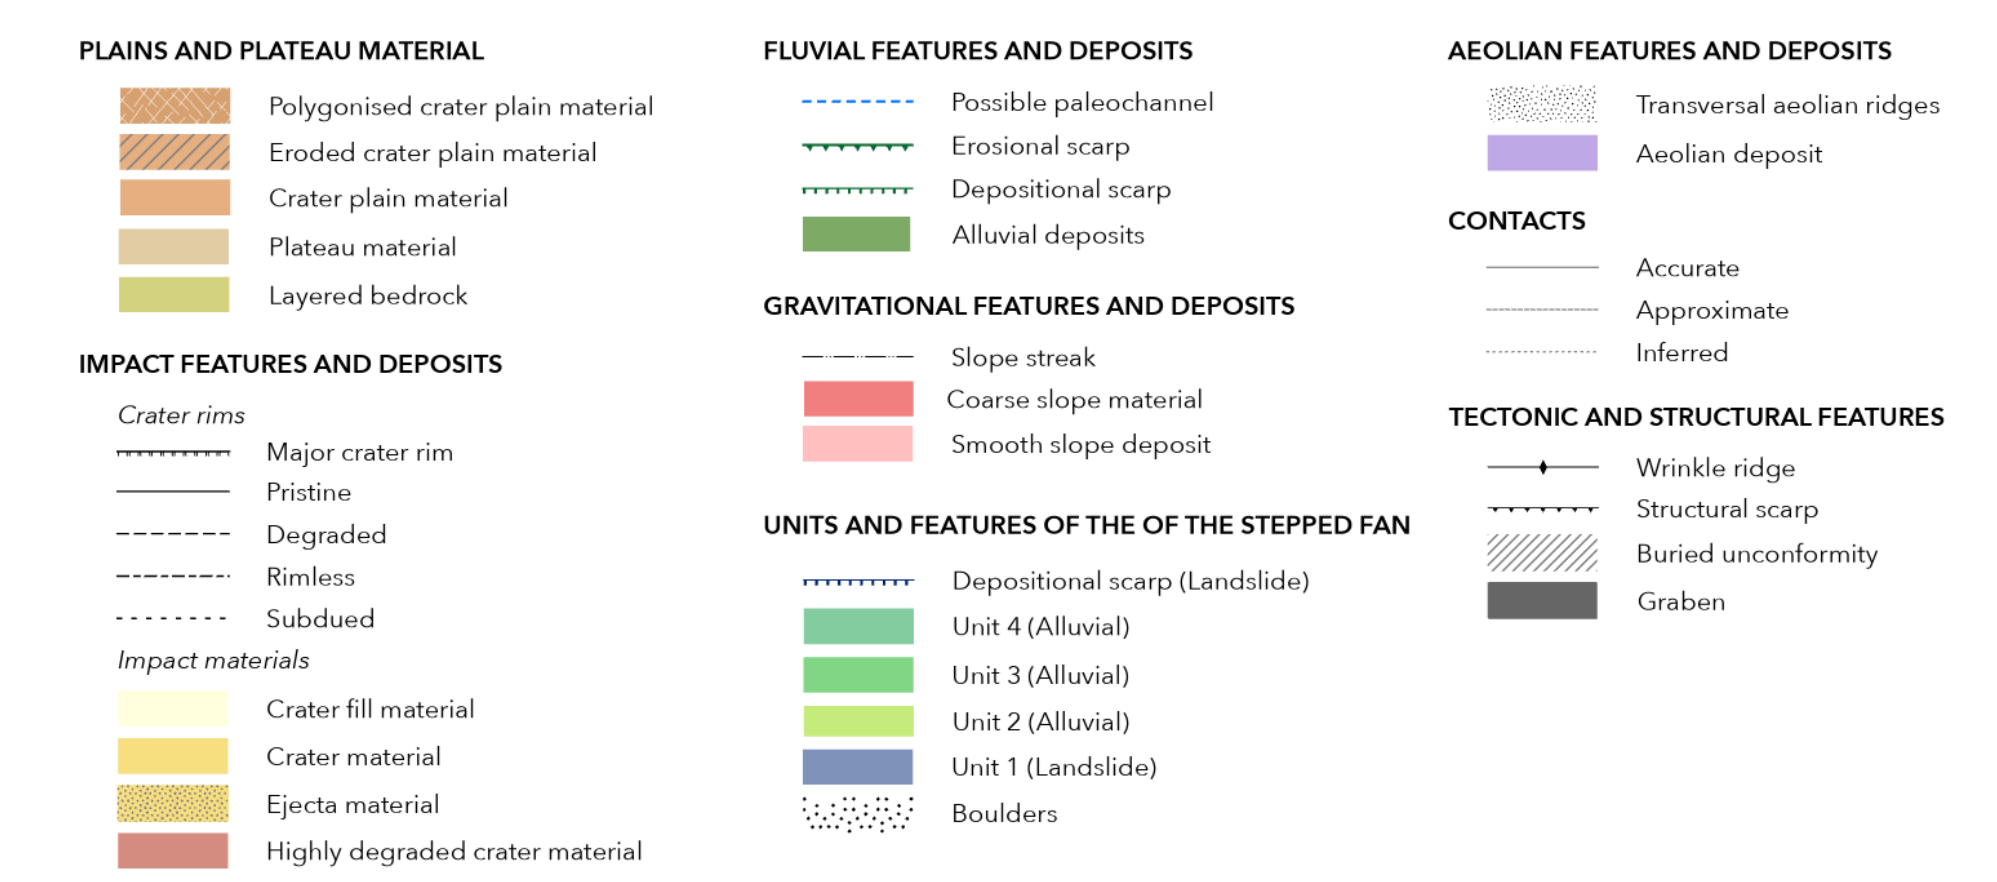 PLAINS AND PLATEAU MATERIAL
Polygonised crater plain material
Eroded crater plain material
Crater plain material
Plateau material
Layered bedrock
IMPACT FEATURES AND DEPOSITS
Crater rims
Major crater rim
Pristine
Degraded
Rimless
Subdued
Impact materials
Crater fill material
Crater material
Ejecta material
Highly degraded crater material
FLUVIAL FEATURES AND DEPOSITS
Possible paleochannel
Erosional scarp
Depositional scarp
Alluvial deposits
GRAVITATIONAL FEATURES AND DEPOSITS
Slope streak
Coarse slope material
Smooth slope deposit
UNITS AND FEATURES OF THE OF THE STEPPED FAN
Depositional scarp (Landslide)
Unit 4 (Alluvial)
Unit 3 (Alluvial)
Unit 2 (Alluvial)
Unit 1 (Landslide)
Boulders
AEOLIAN FEATURES AND DEPOSITS
Transversal aeolian ridges
Aeolian deposit
CONTACTS
Accurate
Approximate
Inferred
TECTONIC AND STRUCTURAL FEATURES
Wrinkle ridge
Structural scarp
Buried unconformity
Graben